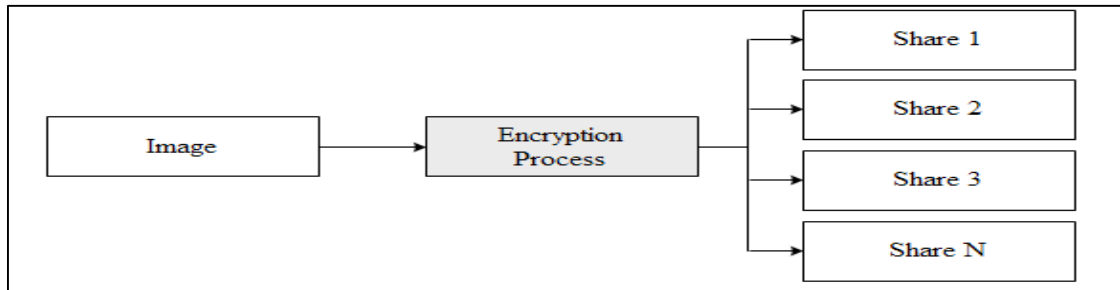 Image
Encryption
Process
Share 1
Share 2
Share 3
Share N